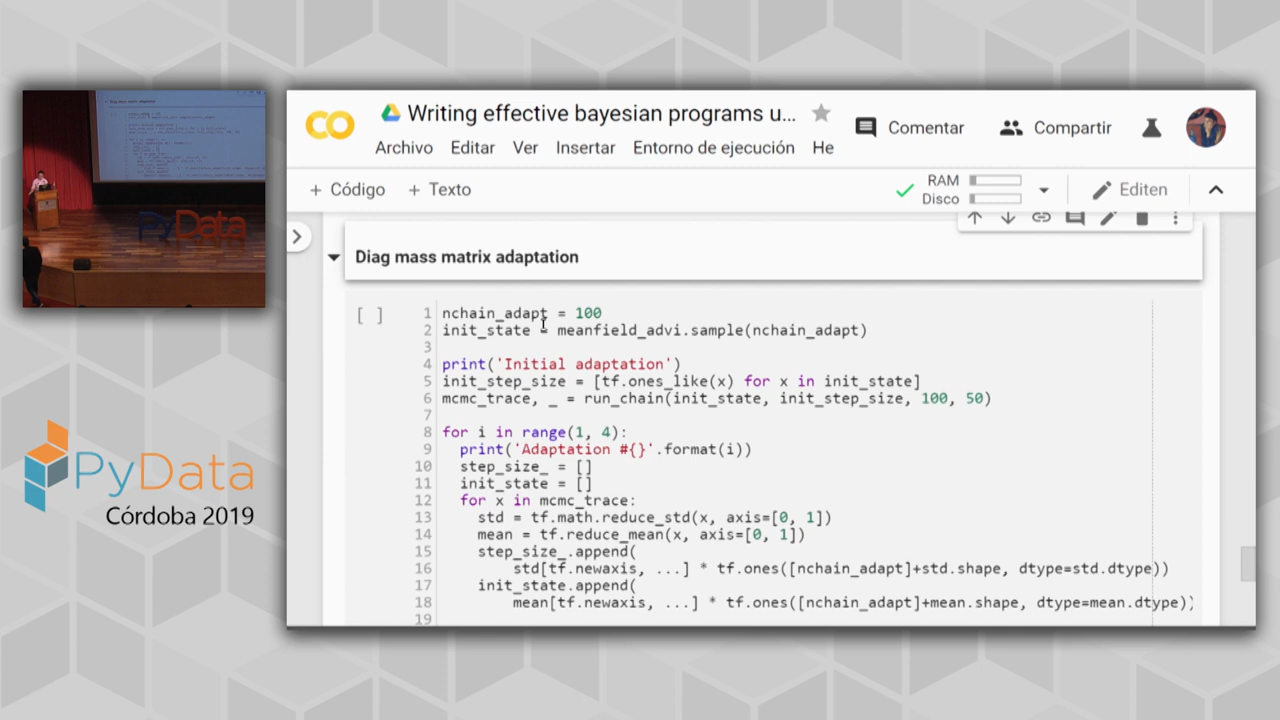 Writing effective bayesian programs u...
Comentar
Compartir
Archivo Editar Ver Insertar Entorno de ejecución He
+ Código + Texto
RAM
Disco
Editen
Diag mass matrix adaptation
[ ]
1 nchain_adapt = 100
2 init_state = meanfield_advi.sample(nchain_adapt)
3
4 print('Initial adaptation')
5 init_step_size = [tf.ones_like(x) for x in init_state]
6 mcmc_trace, _ = run_chain(init_state, init_step_size, 100, 50)
7
8 for i in range(1, 4):
9 print('Adaptation #{}'.format(i))
10 step_size_ = []
11 init_state = []
12 for x in mcmc_trace:
13 std = tf.math.reduce_std(x, axis=[0, 1])
14 mean = tf.reduce_mean(x, axis=[0, 1])
15 step_size_.append(
16 std[tf.newaxis, ...] * tf.ones([nchain_adapt]+std.shape, dtype=std.dtype))
17 init_state.append(
18 mean[tf.newaxis, ...] * tf.ones([nchain_adapt]+mean.shape, dtype=mean.dtype))
19
PyData
PyData
Córdoba 2019